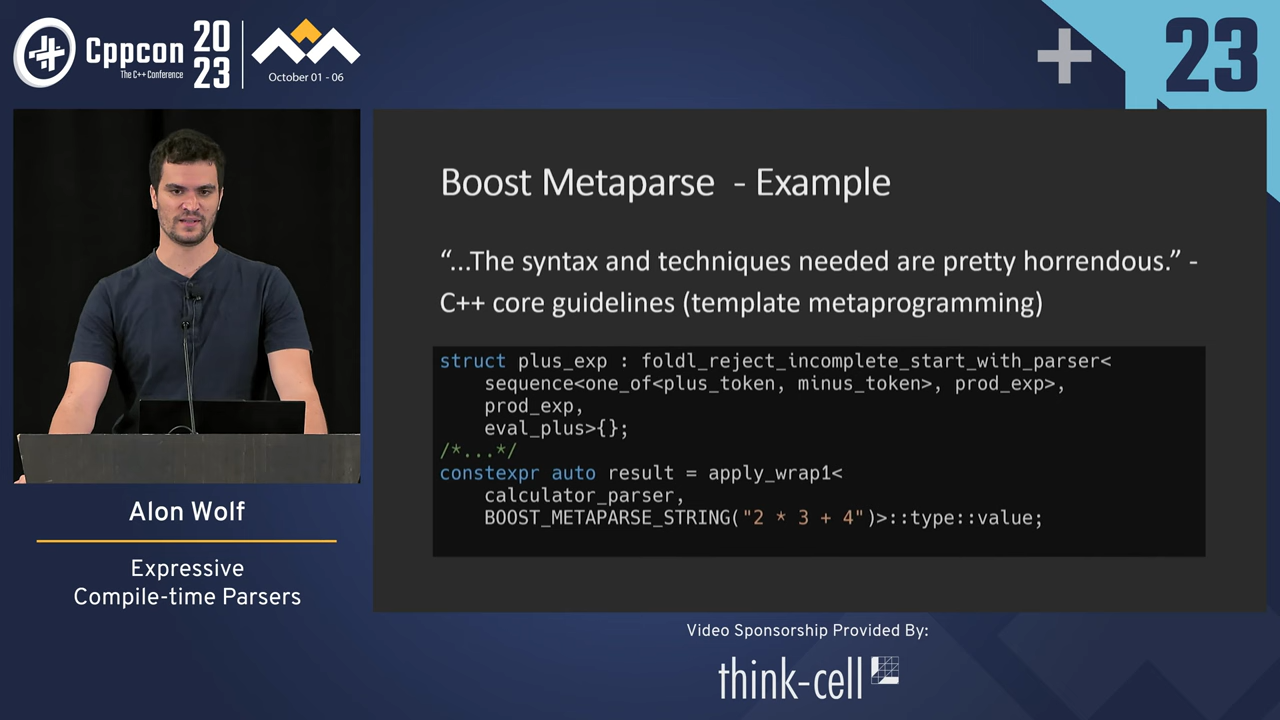 Cppcon
The C++ Conference
20
23
October 01 - 06
23
Boost Metaparse - Example
“...The syntax and techniques needed are pretty horrendous.” -
C++ core guidelines (template metaprogramming)
struct plus_exp : foldl_reject_incomplete_start_with_parser<
    sequence<one_of<plus_token, minus_token>, prod_exp>,
    prod_exp,
    eval_plus>{};
/*...*/
constexpr auto result = apply_wrap1<
    calculator_parser,
    BOOST_METAPARSE_STRING("2 * 3 + 4")>::type::value;
Alon Wolf
Expressive
Compile-time Parsers
Video Sponsorship Provided By:
think-cell